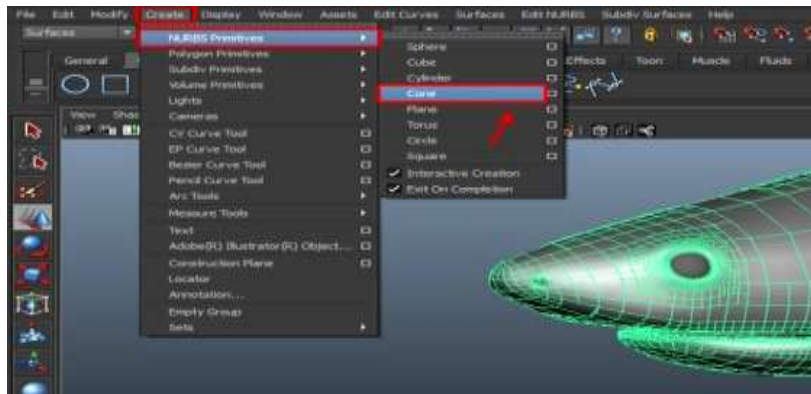 File Edit Modify Create Display Window Assets Edit Curves Surfaces Edit NURBS Subdiv Surfaces Help
Surfaces
General
Effects Toon Muscle Fluids
View Shad
NURBS Primitives
Polygon Primitives
Subdiv Primitives
Volume Primitives
Lights
Cameras
CV Curve Tool
EP Curve Tool
Bezier Curve Tool
Pencil Curve Tool
Arc Tools
Measure Tools
Text
Adobe(R) Illustrator(R) Object...
Construction Plane
Locator
Annotation...
Empty Group
Sets
Sphere
Cube
Cylinder
Cone
Plane
Torus
Circle
Square
Interactive Creation
Exit On Completion